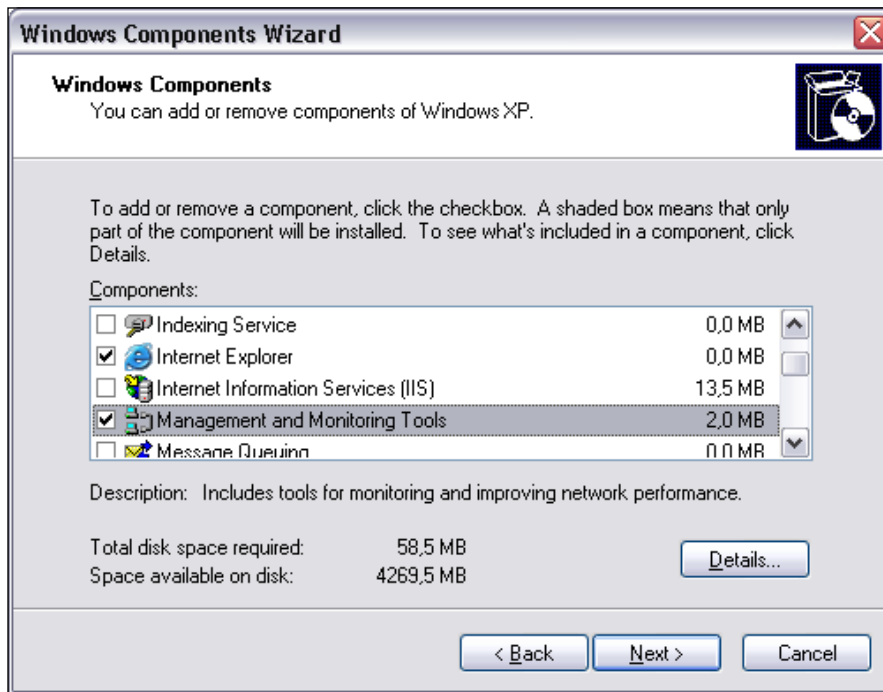 Windows Components Wizard
Windows Components
You can add or remove components of Windows XP.
To add or remove a component, click the checkbox. A shaded box means that only
part of the component will be installed. To see what's included in a component, click
Details.
Components:
Indexing Service 0,0 MB
Internet Explorer 0,0 MB
Internet Information Services (IIS) 13,5 MB
Management and Monitoring Tools 2,0 MB
Message Queuing 0,0 MB
Description: Includes tools for monitoring and improving network performance.
Total disk space required: 58,5 MB
Space available on disk: 4269,5 MB
Details...
< Back Next > Cancel